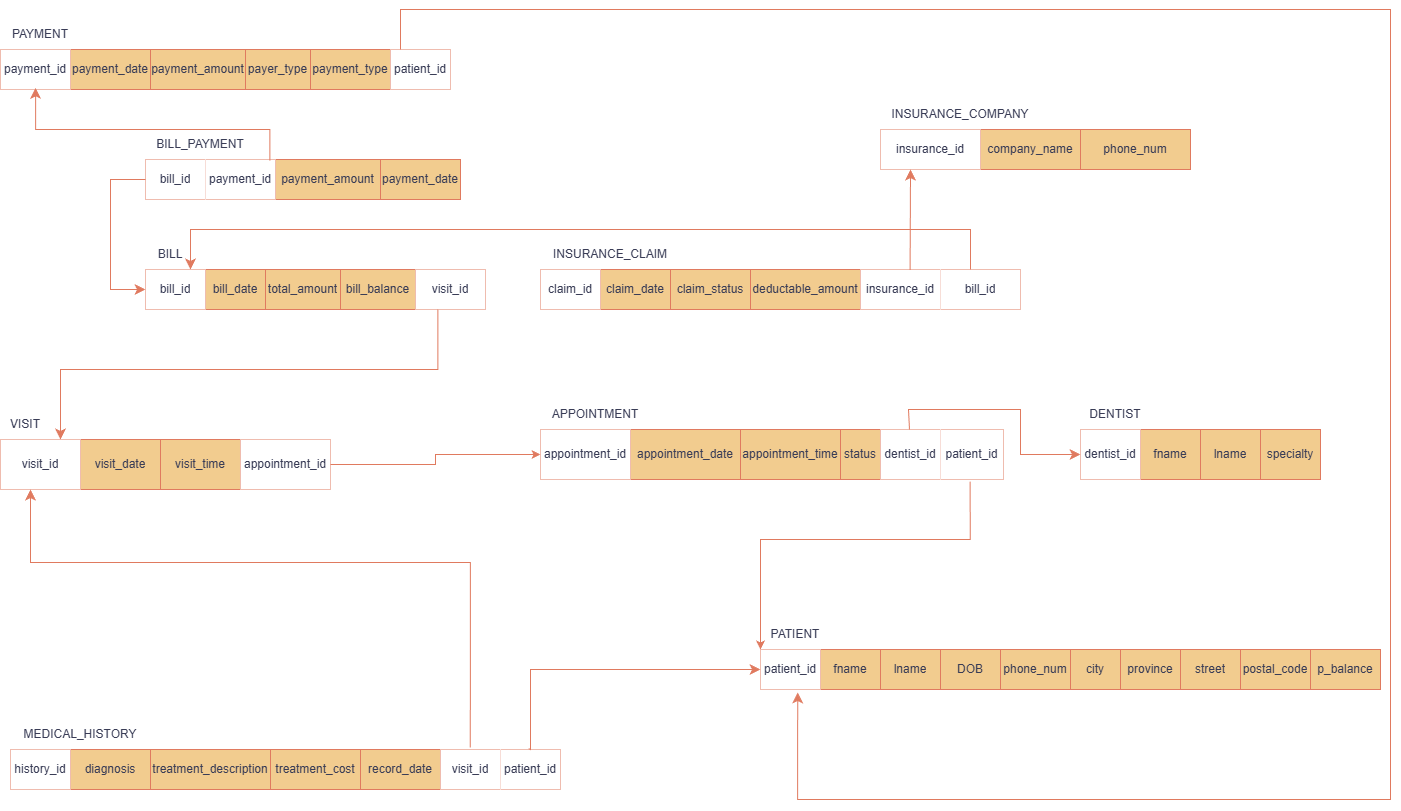 PAYMENT
payment_id payment_date payment_amount payer_type payment_type patient_id
INSURANCE_COMPANY
insurance_id company_name phone_num
BILL_PAYMENT
bill_id payment_id payment_amount payment_date
BILL
bill_id bill_date total_amount bill_balance visit_id
INSURANCE_CLAIM
claim_id claim_date claim_status deductable_amount insurance_id bill_id
VISIT
visit_id visit_date visit_time appointment_id
APPOINTMENT
appointment_id appointment_date appointment_time status dentist_id patient_id
DENTIST
dentist_id fname lname specialty
PATIENT
patient_id fname lname DOB phone_num city province street postal_code p_balance
MEDICAL_HISTORY
history_id diagnosis treatment_description treatment_cost record_date visit_id patient_id